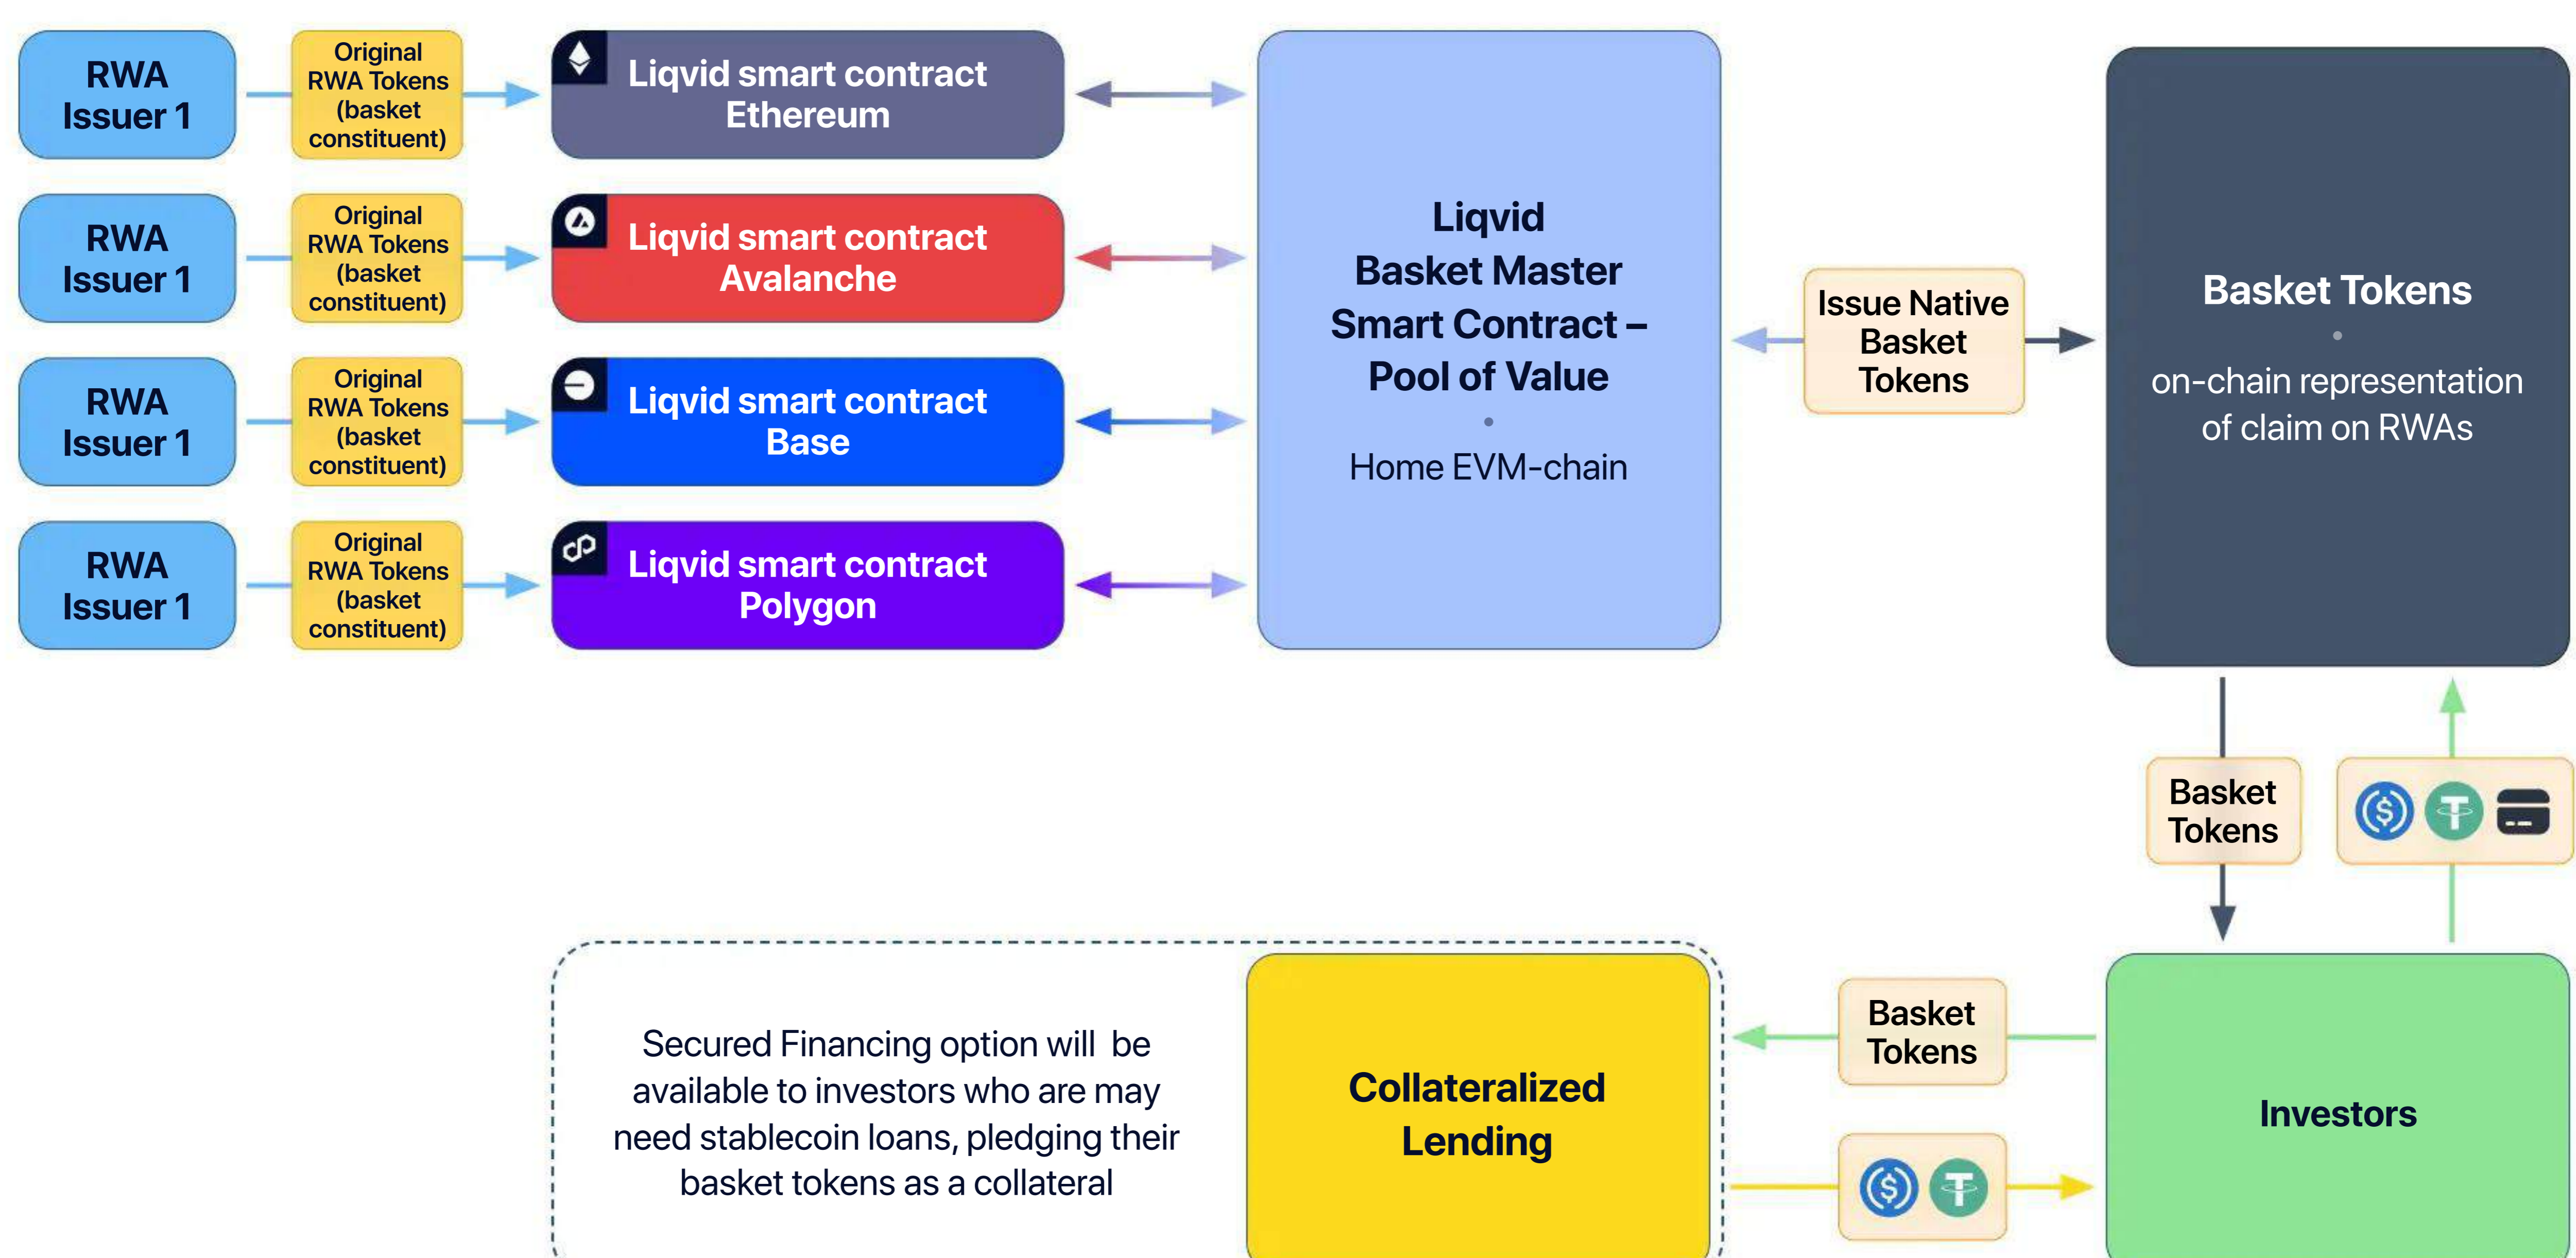 RWA
Issuer 1
Original
RWA Tokens
(basket
constituent)
Liqvid smart contract
Ethereum
RWA
Issuer 1
Original
RWA Tokens
(basket
constituent)
Liqvid smart contract
Avalanche
RWA
Issuer 1
Original
RWA Tokens
(basket
constituent)
Liqvid smart contract
Base
RWA
Issuer 1
Original
RWA Tokens
(basket
constituent)
Liqvid smart contract
Polygon
Liqvid
Basket Master
Smart Contract –
Pool of Value
•
Home EVM-chain
Issue Native
Basket
Tokens
Basket Tokens
•
on-chain representation
of claim on RWAs
Basket
Tokens
Secured Financing option will  be
available to investors who are may
need stablecoin loans, pledging their
basket tokens as a collateral
Collateralized
Lending
Basket
Tokens
Investors